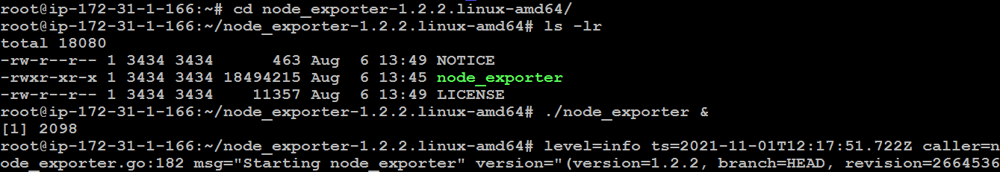 root@ip-172-31-1-166:~# cd node_exporter-1.2.2.linux-amd64/
root@ip-172-31-1-166:~/node_exporter-1.2.2.linux-amd64# ls -lr
total 18080
-rw-r--r-- 1 3434 3434      463 Aug  6 13:49 NOTICE
-rwxr-xr-x 1 3434 3434 18494215 Aug  6 13:45 node_exporter
-rw-r--r-- 1 3434 3434    11357 Aug  6 13:49 LICENSE
root@ip-172-31-1-166:~/node_exporter-1.2.2.linux-amd64# ./node_exporter &
[1] 2098
root@ip-172-31-1-166:~/node_exporter-1.2.2.linux-amd64# level=info ts=2021-11-01T12:17:51.722Z caller=n
ode_exporter.go:182 msg="Starting node_exporter" version="(version=1.2.2, branch=HEAD, revision=2664536